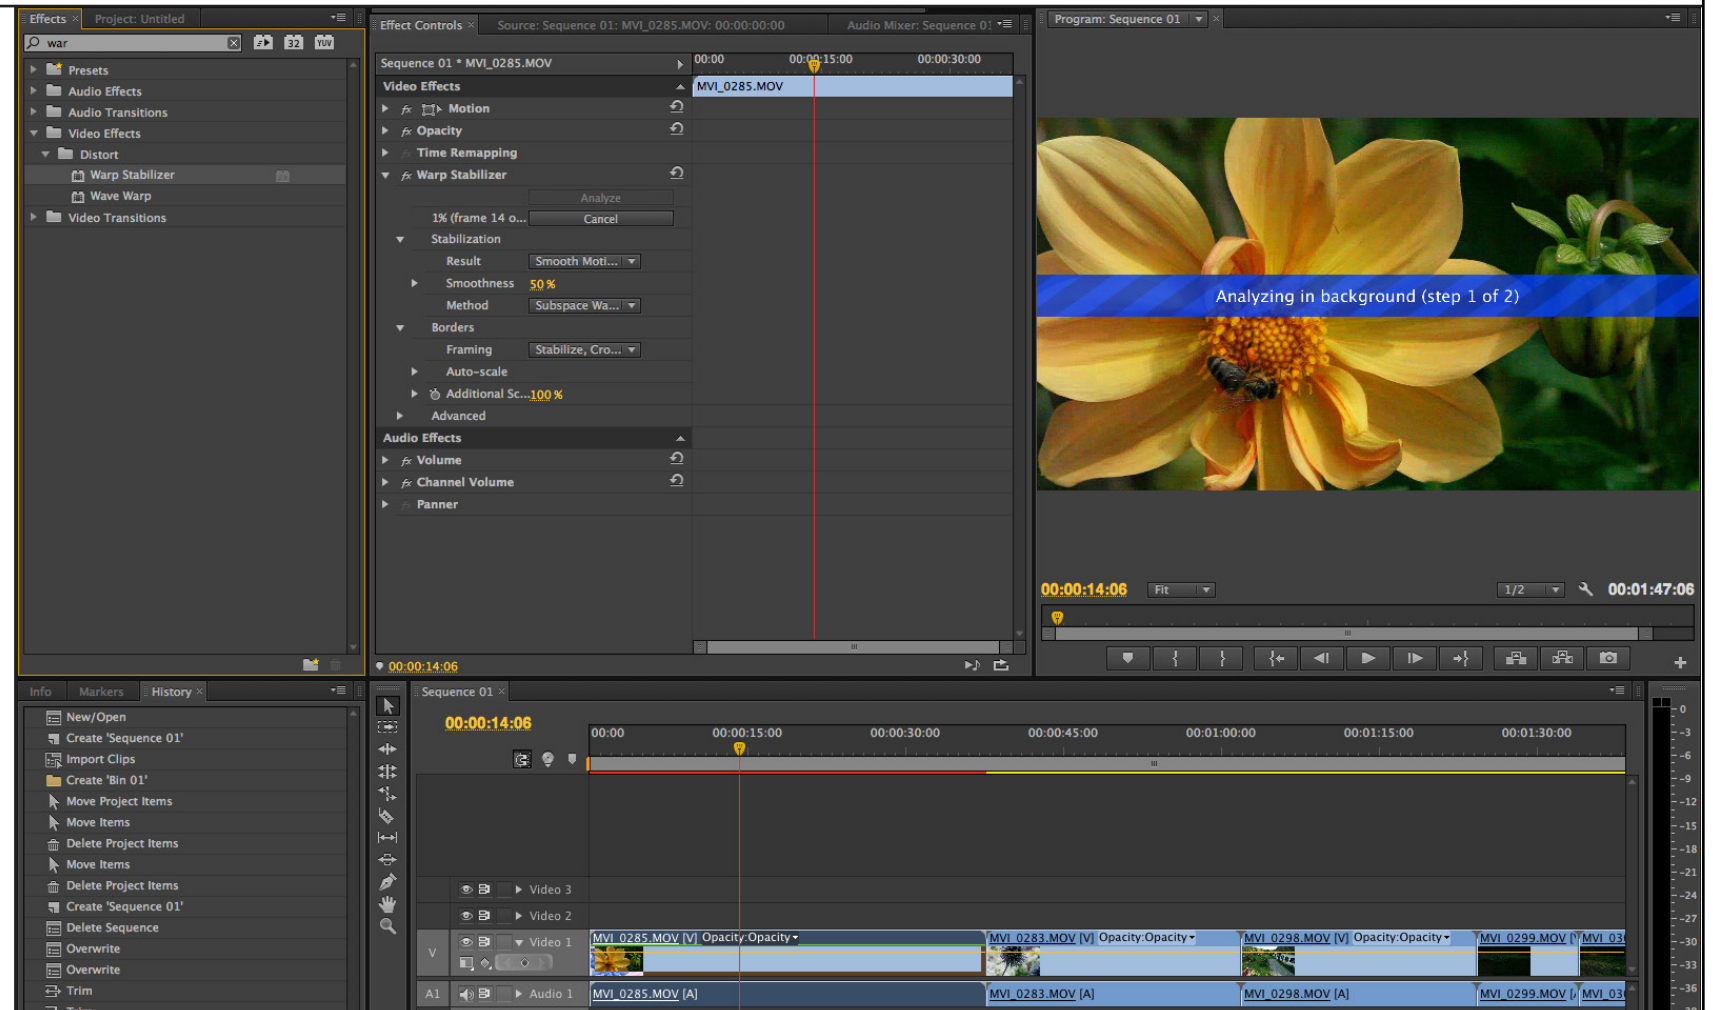 Effects × Project: Untitled
war
32 YUV
Presets
Audio Effects
Audio Transitions
Video Effects
Distort
Warp Stabilizer
Wave Warp
Video Transitions
Effect Controls × Source: Sequence 01: MVI_0285.MOV: 00:00:00:00 Audio Mixer: Sequence 01
Sequence 01 * MVI_0285.MOV
00:00 00:00:15:00 00:00:30:00
Video Effects
MVI_0285.MOV
fx Motion
fx Opacity
Time Remapping
fx Warp Stabilizer
Analyze
1% (frame 14 o... Cancel
Stabilization
Result Smooth Moti...
Smoothness 50 %
Method Subspace Wa...
Borders
Framing Stabilize, Cro...
Auto-scale
Additional Sc... 100 %
Advanced
Audio Effects
fx Volume
fx Channel Volume
Panner
00:00:14:06
Program: Sequence 01 ×
Analyzing in background (step 1 of 2)
00:00:14:06 Fit 1/2 00:01:47:06
Info Markers History ×
New/Open
Create 'Sequence 01'
Import Clips
Create 'Bin 01'
Move Project Items
Move Items
Delete Project Items
Move Items
Delete Project Items
Create 'Sequence 01'
Delete Sequence
Overwrite
Overwrite
Trim
Sequence 01 ×
00:00:14:06
00:00 00:00:15:00 00:00:30:00 00:00:45:00 00:01:00:00 00:01:15:00 00:01:30:00
Video 3
Video 2
V Video 1
MVI_0285.MOV [V] Opacity:Opacity MVI_0283.MOV [V] Opacity:Opacity MVI_0298.MOV [V] Opacity:Opacity MVI_0299.MOV MVI_03
A1 Audio 1 MVI_0285.MOV [A] MVI_0283.MOV [A] MVI_0298.MOV [A] MVI_0299.MOV MVI_03
0
-3
-6
-9
-12
-15
-18
-21
-24
-27
-30
-33
-36